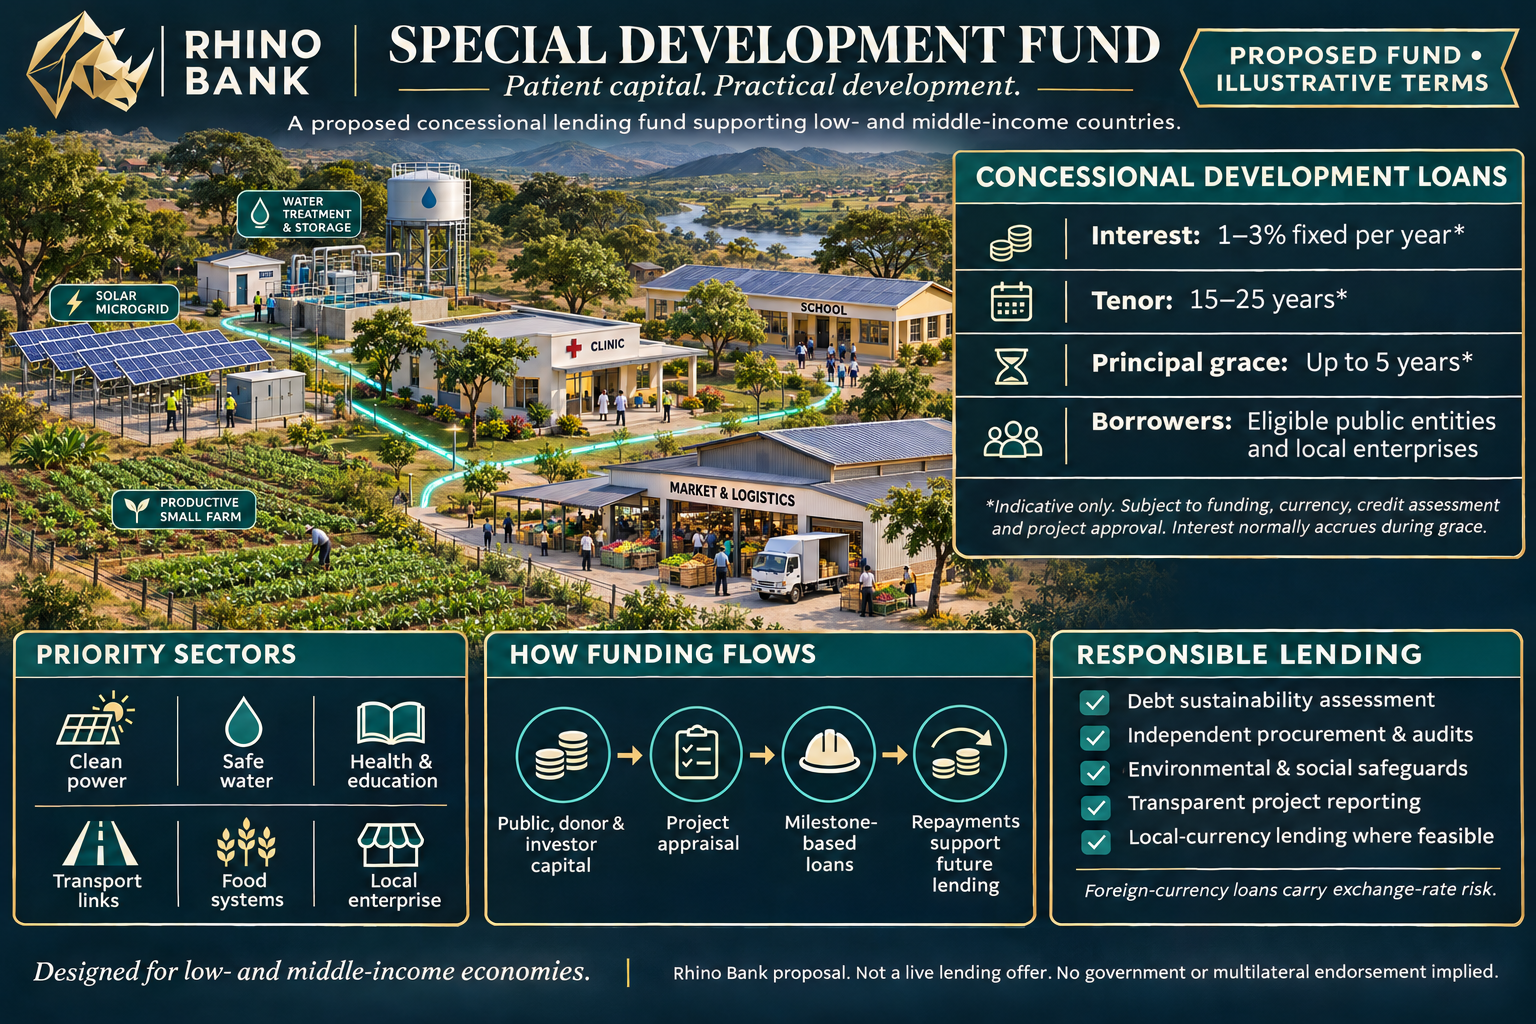 RHINO
BANK
SPECIAL DEVELOPMENT FUND
Patient capital. Practical development.
A proposed concessional lending fund supporting low- and middle-income countries.
PROPOSED FUND •
ILLUSTRATIVE TERMS
WATER
TREATMENT
& STORAGE
SOLAR
MICROGRID
CLINIC
SCHOOL
MARKET & LOGISTICS
PRODUCTIVE
SMALL FARM
CONCESSIONAL DEVELOPMENT LOANS
Interest: 1–3% fixed per year*
Tenor: 15–25 years*
Principal grace: Up to 5 years*
Borrowers: Eligible public entities
and local enterprises
*Indicative only. Subject to funding, currency, credit assessment
and project approval. Interest normally accrues during grace.
PRIORITY SECTORS
Clean
power
Safe
water
Health &
education
Transport
links
Food
systems
Local
enterprise
HOW FUNDING FLOWS
Public, donor &
investor
capital
Project
appraisal
Milestone-
based
loans
Repayments
support
future
lending
RESPONSIBLE LENDING
Debt sustainability assessment
Independent procurement & audits
Environmental & social safeguards
Transparent project reporting
Local-currency lending where feasible
Foreign-currency loans carry exchange-rate risk.
Designed for low- and middle-income economies.
Rhino Bank proposal. Not a live lending offer. No government or multilateral endorsement implied.